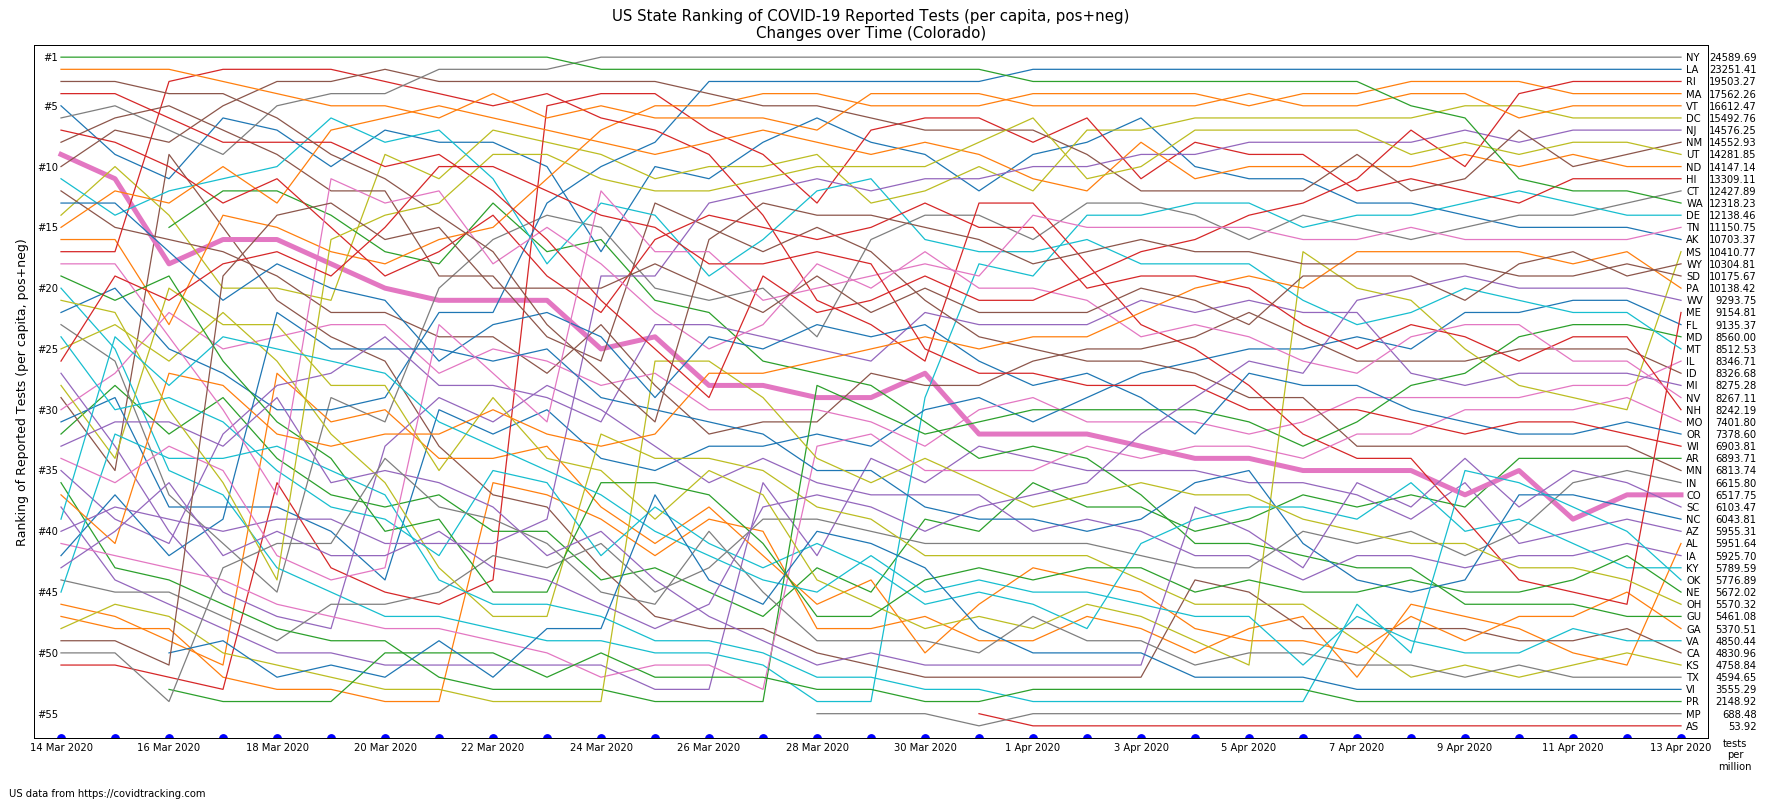 US State Ranking of COVID-19 Reported Tests (per capita, pos+neg)
Changes over Time (Colorado)
Ranking of Reported Tests (per capita, pos+neg)
#1
#5
#10
#15
#20
#25
#30
#35
#40
#45
#50
#55
NY 24589.69
LA 23251.41
RI 19503.27
MA 17562.26
VT 16612.47
DC 15492.76
NJ 14576.25
NM 14552.93
UT 14281.85
ND 14147.14
HI 13309.11
CT 12427.89
WA 12318.23
DE 12138.46
TN 11150.75
AK 10703.37
MS 10410.77
WY 10304.81
SD 10175.67
PA 10138.42
WV 9293.75
ME 9154.81
FL 9135.37
MD 8560.00
MT 8512.53
IL 8346.71
ID 8326.68
MI 8275.28
NV 8267.11
NH 8242.19
MO 7401.80
OR 7378.60
WI 6903.81
AR 6893.71
MN 6813.74
IN 6615.80
CO 6517.75
SC 6103.47
NC 6043.81
AZ 5955.31
AL 5951.64
IA 5925.70
KY 5789.59
OK 5776.89
NE 5672.02
OH 5570.32
GU 5461.08
GA 5370.51
VA 4850.44
CA 4830.96
KS 4758.84
TX 4594.65
VI 3555.29
PR 2148.92
MP 688.48
AS 53.92
14 Mar 2020 16 Mar 2020 18 Mar 2020 20 Mar 2020 22 Mar 2020 24 Mar 2020 26 Mar 2020 28 Mar 2020 30 Mar 2020 1 Apr 2020 3 Apr 2020 5 Apr 2020 7 Apr 2020 9 Apr 2020 11 Apr 2020 13 Apr 2020
tests
per
million
US data from https://covidtracking.com